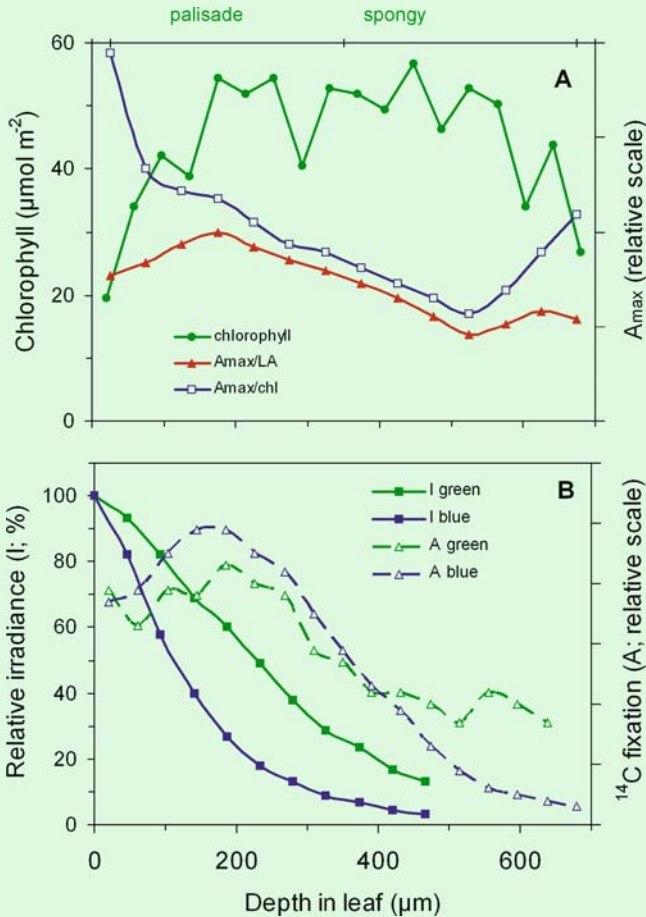 palisade spongy
60
40
20
0
Chlorophyll (µmol m⁻²)
A
Amax (relative scale)
chlorophyll
Amax/LA
Amax/chl
100
80
60
40
20
0
Relative irradiance (I; %)
B
I green
I blue
A green
A blue
¹⁴C fixation (A; relative scale)
0 200 400 600
Depth in leaf (µm)